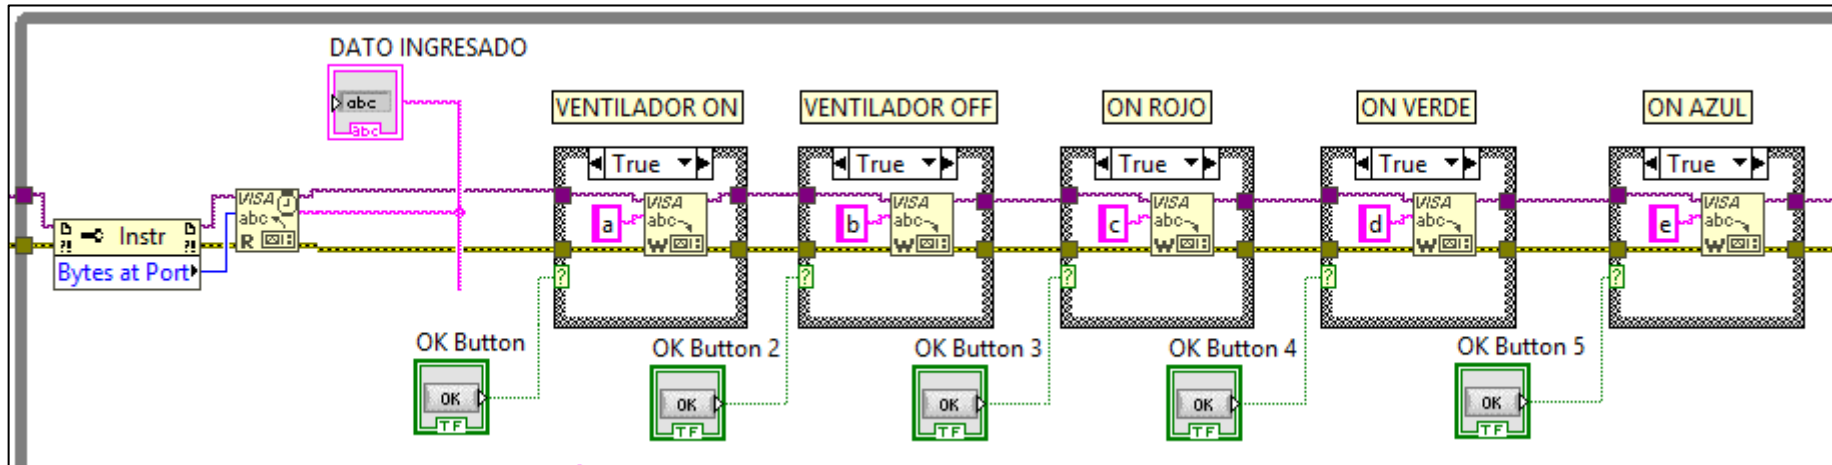 DATO INGRESADO
abc
abc
VENTILADOR ON
VENTILADOR OFF
ON ROJO
ON VERDE
ON AZUL
True
True
True
True
True
VISA
abc
R
Instr
Bytes at Port
a
VISA
abc
W
b
VISA
abc
W
c
VISA
abc
W
d
VISA
abc
W
e
VISA
abc
W
?
?
?
?
?
OK Button
OK
TF
OK Button 2
OK
TF
OK Button 3
OK
TF
OK Button 4
OK
TF
OK Button 5
OK
TF